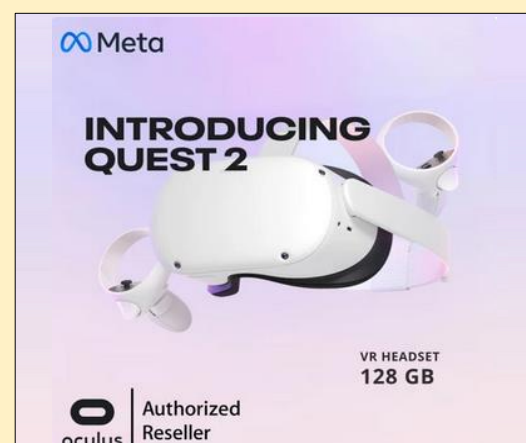 Meta
INTRODUCING
QUEST 2
VR HEADSET
128 GB
Authorized
Reseller
oculus